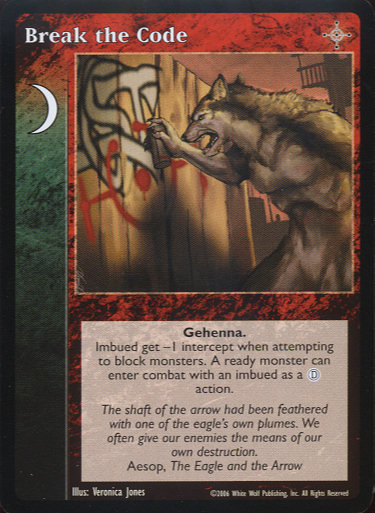 Break the Code
Gehenna.
Imbued get –1 intercept when attempting
to block monsters. A ready monster can
enter combat with an imbued as a Ⓓ
action.
The shaft of the arrow had been feathered
with one of the eagle's own plumes. We
often give our enemies the means of our
own destruction.
Aesop, The Eagle and the Arrow
Illus: Veronica Jones
©2006 White Wolf Publishing, Inc. All Rights Reserved